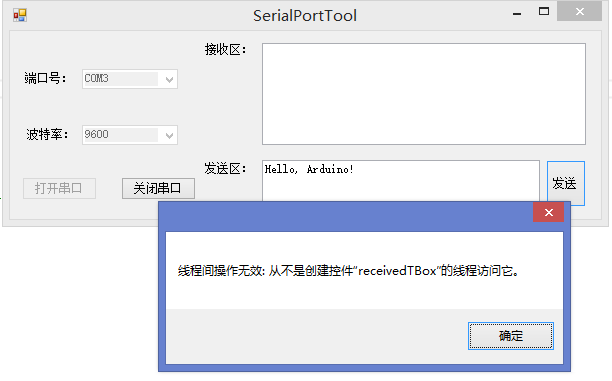 SerialPortTool
接收区：
端口号： COM3
波特率： 9600
发送区： Hello, Arduino!
发送
打开串口 关闭串口
线程间操作无效: 从不是创建控件“receivedTBox”的线程访问它。
确定